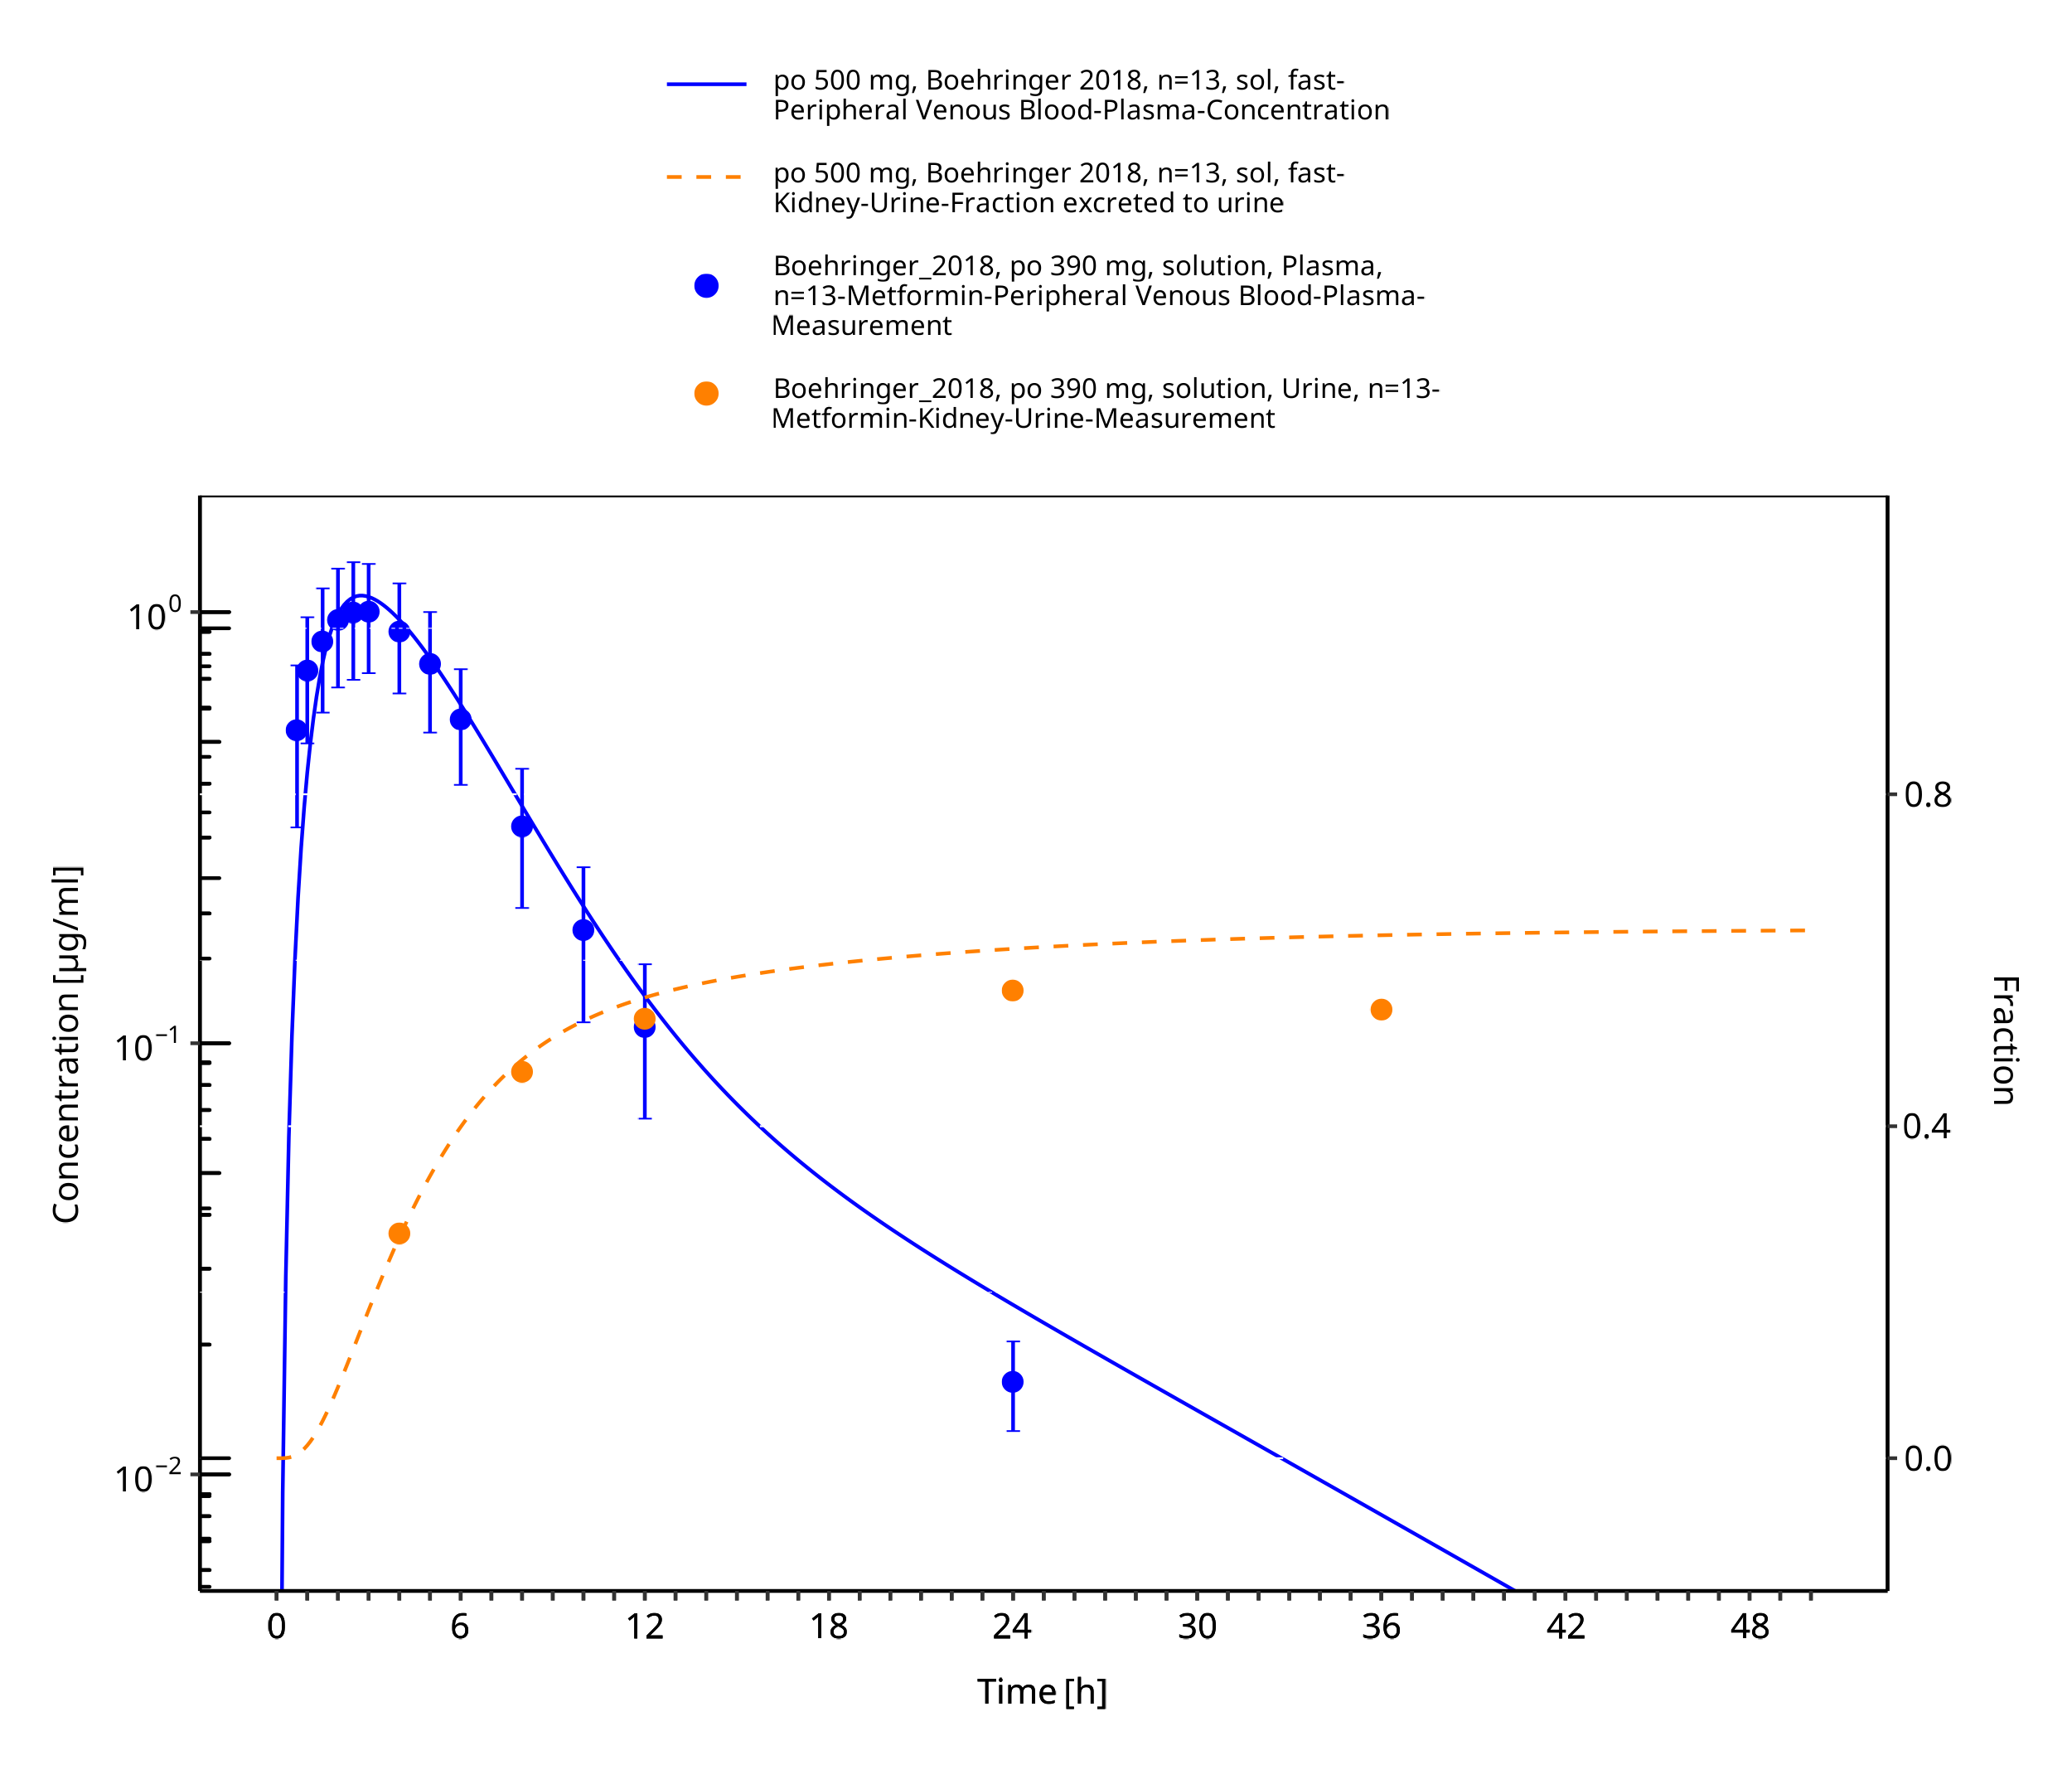 po 500 mg, Boehringer 2018, n=13, sol, fast-
Peripheral Venous Blood-Plasma-Concentration
po 500 mg, Boehringer 2018, n=13, sol, fast-
Kidney-Urine-Fraction excreted to urine
Boehringer_2018, po 390 mg, solution, Plasma,
n=13-Metformin-Peripheral Venous Blood-Plasma-
Measurement
Boehringer_2018, po 390 mg, solution, Urine, n=13-
Metformin-Kidney-Urine-Measurement
10⁰
10⁻¹
10⁻²
Concentration [µg/ml]
0.8
0.4
0.0
Fraction
0 6 12 18 24 30 36 42 48
Time [h]